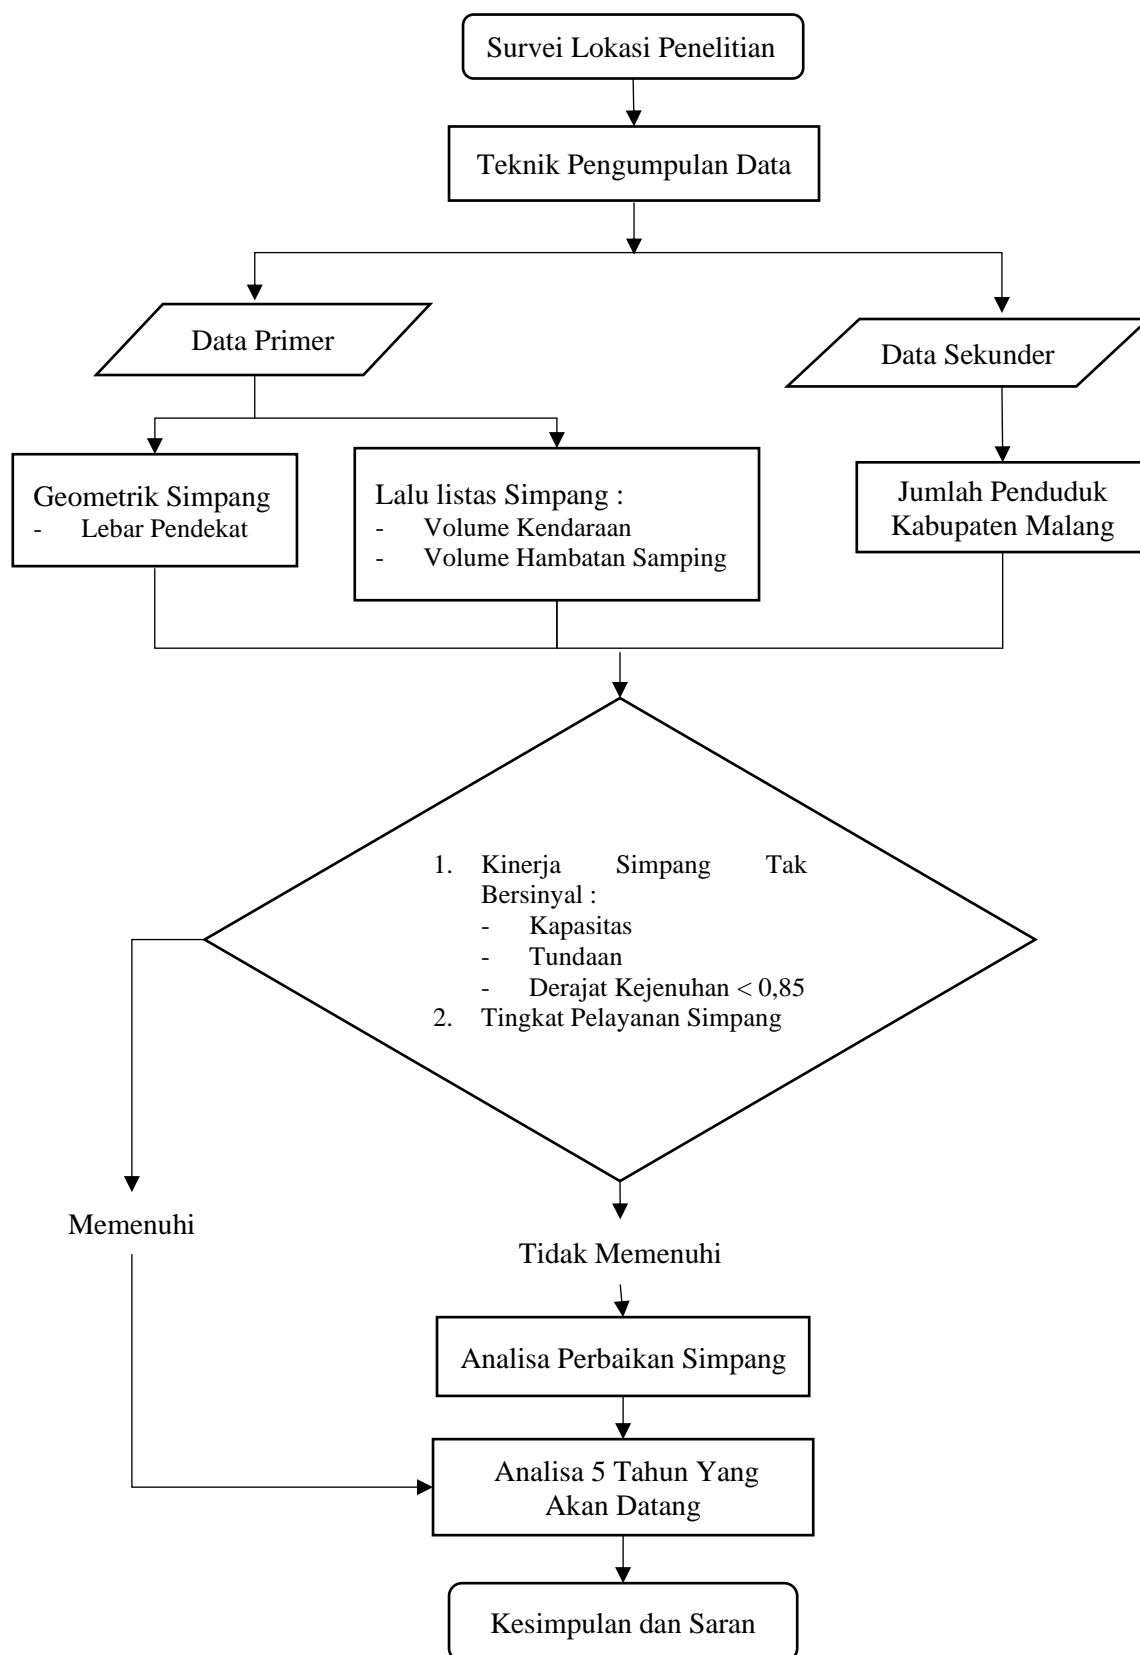 Survei Lokasi Penelitian
Teknik Pengumpulan Data
Data Primer
Data Sekunder
Geometrik Simpang
- Lebar Pendekat
Lalu listas Simpang :
- Volume Kendaraan
- Volume Hambatan Samping
Jumlah Penduduk
Kabupaten Malang
1. Kinerja Simpang Tak
Bersinyal :
- Kapasitas
- Tundaan
- Derajat Kejenuhan < 0,85
2. Tingkat Pelayanan Simpang
Memenuhi
Tidak Memenuhi
Analisa Perbaikan Simpang
Analisa 5 Tahun Yang
Akan Datang
Kesimpulan dan Saran